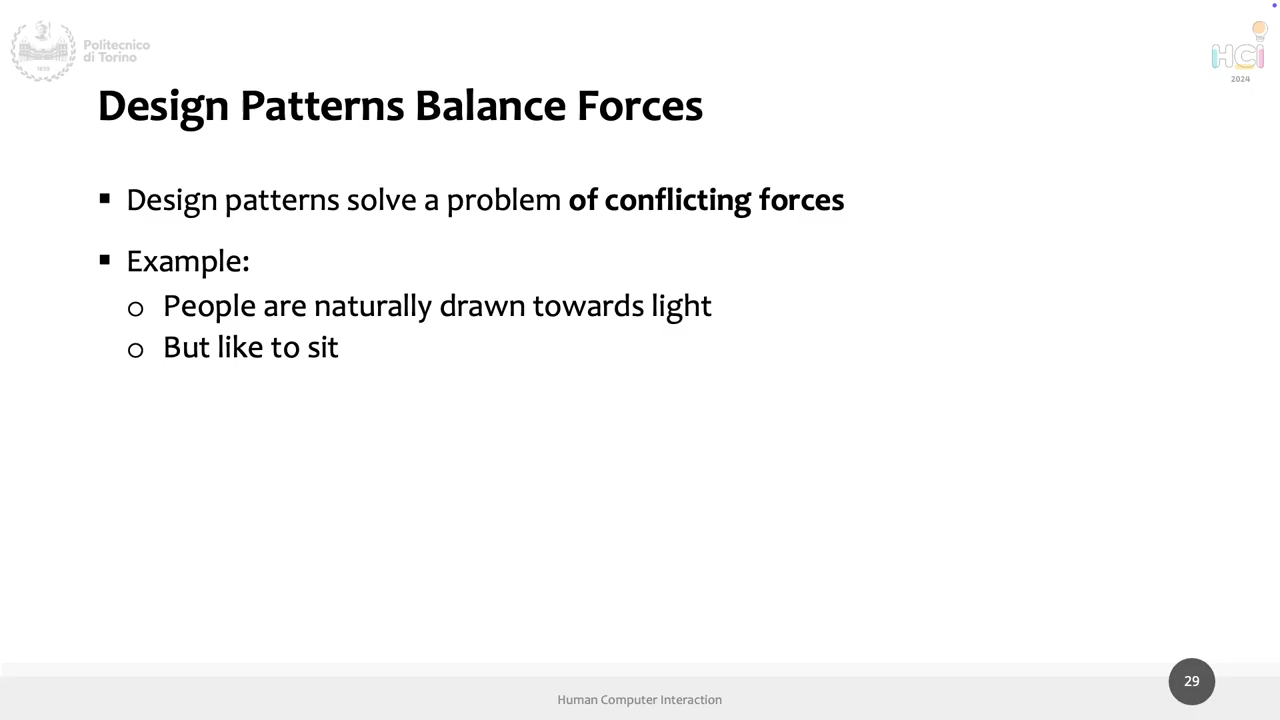 Politecnico
di Torino
1859
HCI
2024
Design Patterns Balance Forces
▪ Design patterns solve a problem of conflicting forces
▪ Example:
o People are naturally drawn towards light
o But like to sit
29
Human Computer Interaction